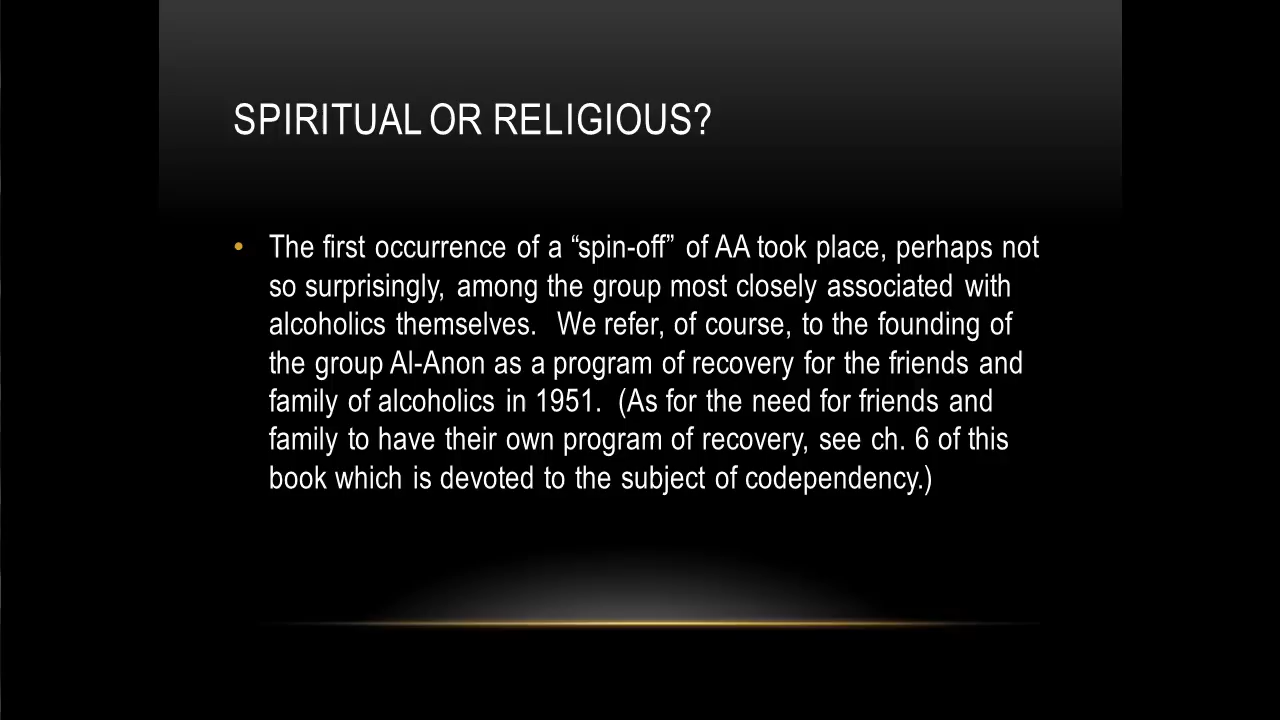 SPIRITUAL OR RELIGIOUS?
• The first occurrence of a “spin-off” of AA took place, perhaps not
so surprisingly, among the group most closely associated with
alcoholics themselves.  We refer, of course, to the founding of
the group Al-Anon as a program of recovery for the friends and
family of alcoholics in 1951.  (As for the need for friends and
family to have their own program of recovery, see ch. 6 of this
book which is devoted to the subject of codependency.)